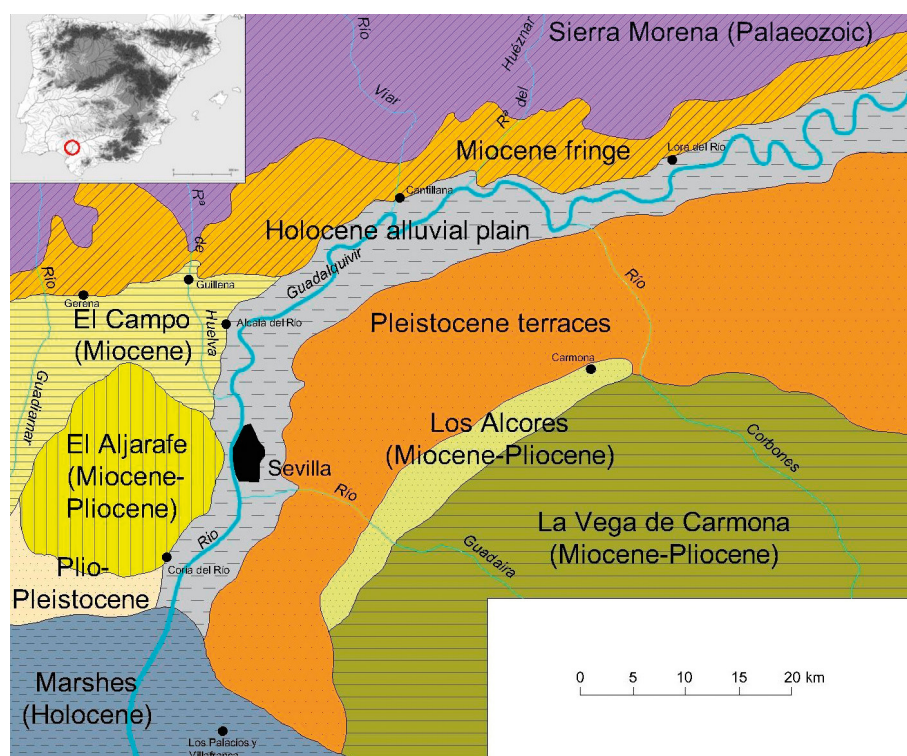 Sierra Morena (Palaeozoic)
Río
Viar
Huéznar
Rª del
Miocene fringe
Lora del Río
Cantillana
Holocene alluvial plain
Guadalquivir
Río
Rª de
Huelva
Guillena
Gerena
Río
Guadiamar
El Campo
(Miocene)
Alcalá del Río
Pleistocene terraces
Carmona
Los Alcores
(Miocene-Pliocene)
Corbones
El Aljarafe
(Miocene-
Pliocene)
Sevilla
Río
Guadaira
La Vega de Carmona
(Miocene-Pliocene)
Río
Coria del Río
Plio-
Pleistocene
Marshes
(Holocene)
Los Palacios y
Villafranca
0 5 10 15 20 km